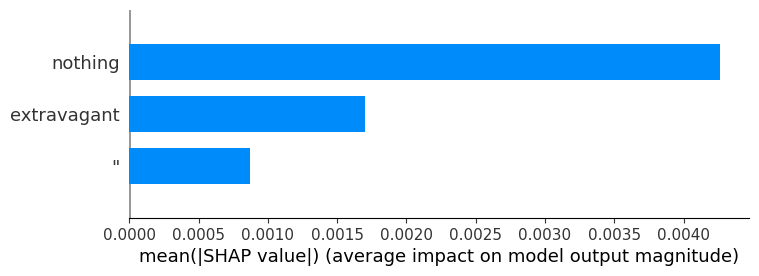 nothing
extravagant
"
0.0000 0.0005 0.0010 0.0015 0.0020 0.0025 0.0030 0.0035 0.0040
mean(|SHAP value|) (average impact on model output magnitude)